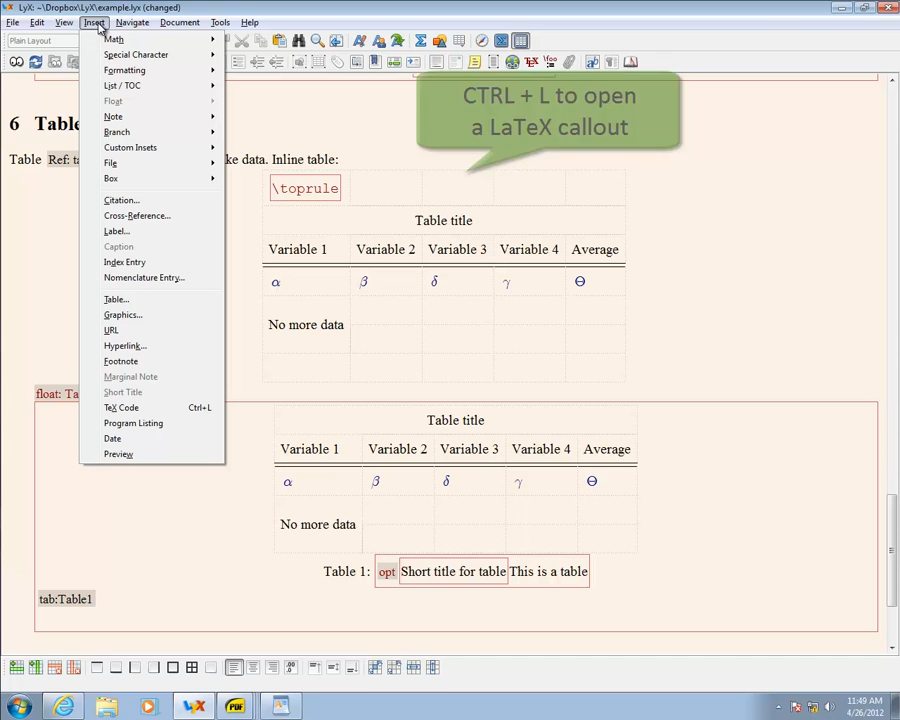 LyX: ~\Dropbox\LyX\example.lyx (changed)
File Edit View Insert Navigate Document Tools Help
Plain Layout
Math
Special Character
Formatting
List / TOC
Float
Note
Branch
Custom Insets
File
Box
Citation...
Cross-Reference...
Label...
Caption
Index Entry
Nomenclature Entry...
Table...
Graphics...
URL
Hyperlink...
Footnote
Marginal Note
Short Title
TeX Code Ctrl+L
Program Listing
Date
Preview
CTRL + L to open
a LaTeX callout
6 Table
Table Ref: ta ke data. Inline table:
\toprule
Table title
Variable 1 Variable 2 Variable 3 Variable 4 Average
α β δ γ Θ
No more data
float: Ta
Table title
Variable 1 Variable 2 Variable 3 Variable 4 Average
α β δ γ Θ
No more data
Table 1: opt Short title for table This is a table
tab:Table1
PDF
11:49 AM
4/26/2012